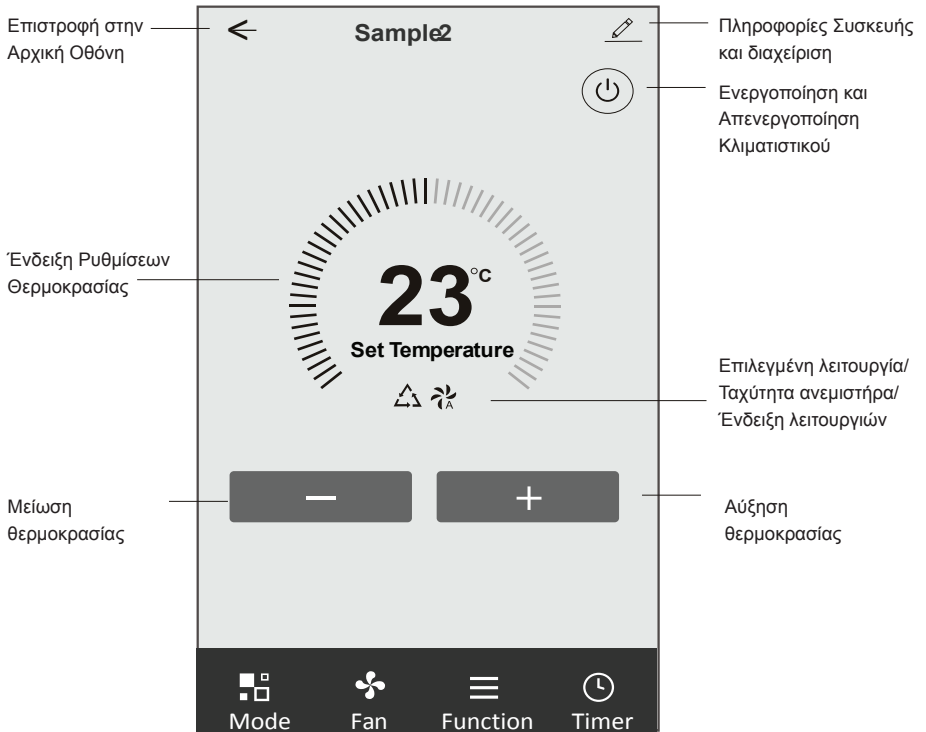 Επιστροφή στην
Αρχική Οθόνη
Sample2
Πληροφορίες Συσκευής
και διαχείριση
Ενεργοποίηση και
Απενεργοποίηση
Κλιματιστικού
Ένδειξη Ρυθμίσεων
Θερμοκρασίας
23°C
Set Temperature
A
Επιλεγμένη λειτουργία/
Ταχύτητα ανεμιστήρα/
Ένδειξη λειτουργιών
Μείωση
θερμοκρασίας
Αύξηση
θερμοκρασίας
Mode Fan Function Timer